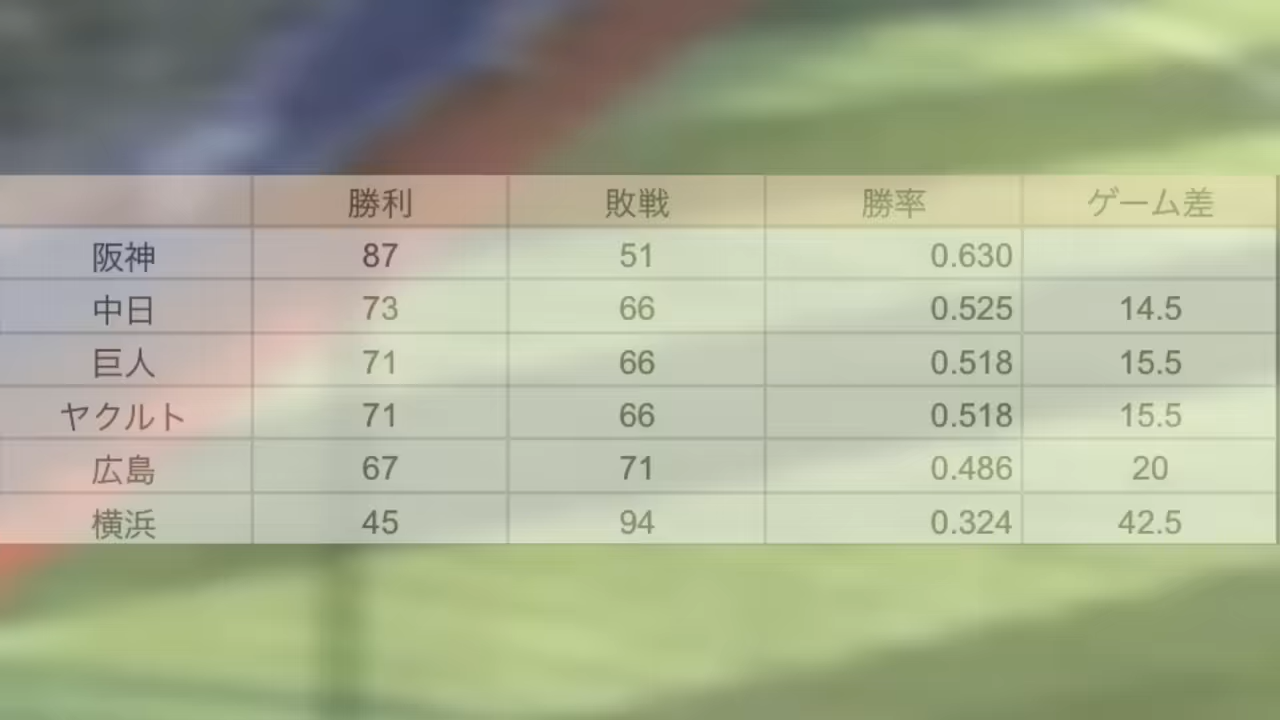 勝利 敗戦 勝率 ゲーム差
阪神 87 51 0.630
中日 73 66 0.525 14.5
巨人 71 66 0.518 15.5
ヤクルト 71 66 0.518 15.5
広島 67 71 0.486 20
横浜 45 94 0.324 42.5